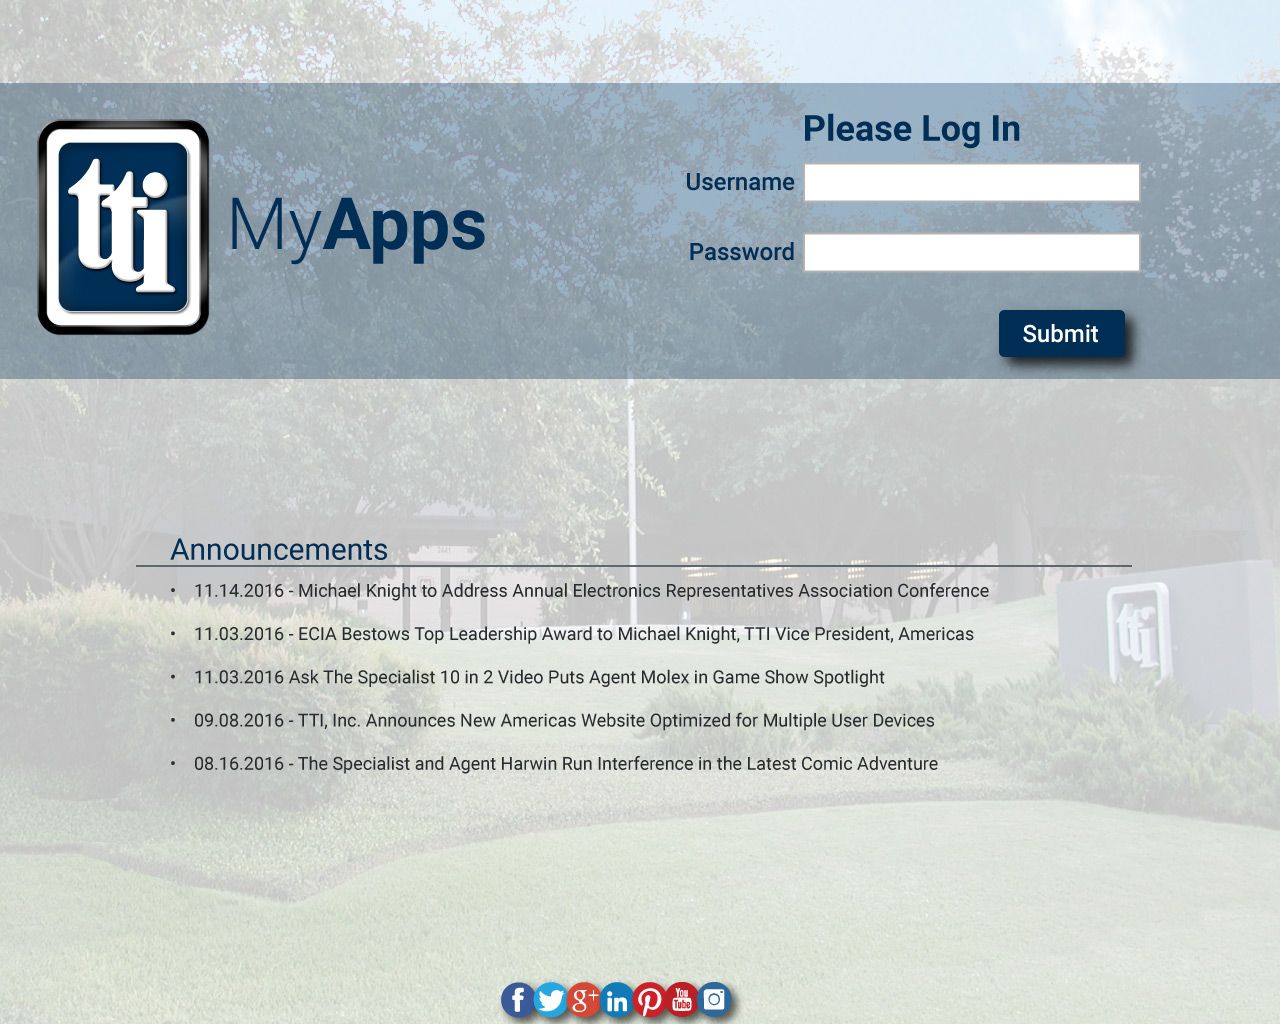 Please Log In
Username
tti
MyApps
Password
Submit
Announcements
• 11.14.2016 - Michael Knight to Address Annual Electronics Representatives Association Conference
• 11.03.2016 - ECIA Bestows Top Leadership Award to Michael Knight, TTI Vice President, Americas
tti
• 11.03.2016 Ask The Specialist 10 in 2 Video Puts Agent Molex in Game Show Spotlight
• 09.08.2016 - TTI, Inc. Announces New Americas Website Optimized for Multiple User Devices
• 08.16.2016 - The Specialist and Agent Harwin Run Interference in the Latest Comic Adventure
f g+ in You Tube